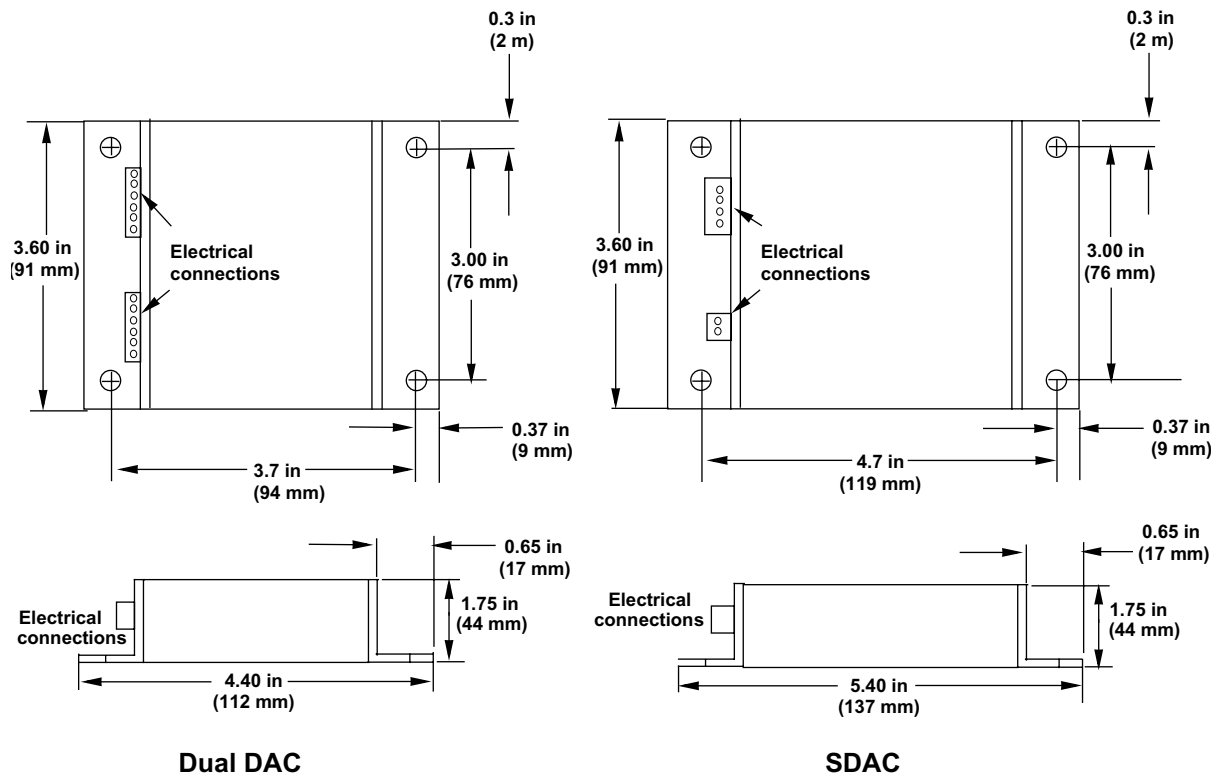 0.3 in
(2 m)
3.60 in
(91 mm)
Electrical
connections
3.00 in
(76 mm)
0.37 in
(9 mm)
3.7 in
(94 mm)
0.65 in
(17 mm)
Electrical
connections
1.75 in
(44 mm)
4.40 in
(112 mm)
Dual DAC
0.3 in
(2 m)
3.60 in
(91 mm)
Electrical
connections
3.00 in
(76 mm)
0.37 in
(9 mm)
4.7 in
(119 mm)
0.65 in
(17 mm)
Electrical
connections
1.75 in
(44 mm)
5.40 in
(137 mm)
SDAC